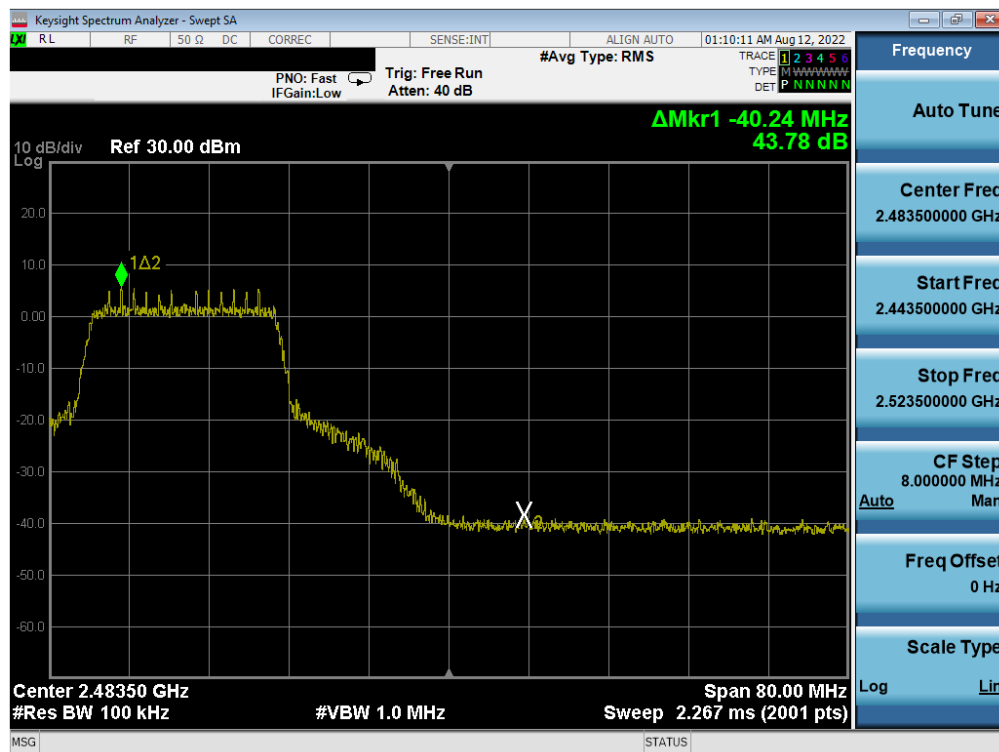 Keysight Spectrum Analyzer - Swept SA
LXI RL RF 50 Ω DC CORREC SENSE:INT ALIGN AUTO 01:10:11 AM Aug 12, 2022
#Avg Type: RMS
TRACE 1 2 3 4 5 6
PNO: Fast Trig: Free Run
TYPE M WWWWW
IFGain:Low Atten: 40 dB
DET P N N N N N
ΔMkr1 -40.24 MHz
43.78 dB
10 dB/div Ref 30.00 dBm
Log
20.0
10.0
1Δ2
0.00
-10.0
-20.0
-30.0
-40.0
-50.0
-60.0
Center 2.48350 GHz Span 80.00 MHz
#Res BW 100 kHz #VBW 1.0 MHz Sweep 2.267 ms (2001 pts)
MSG STATUS
Frequency
Auto Tune
Center Freq
2.483500000 GHz
Start Freq
2.443500000 GHz
Stop Freq
2.523500000 GHz
CF Step
8.000000 MHz
Auto Man
Freq Offset
0 Hz
Scale Type
Log Lin